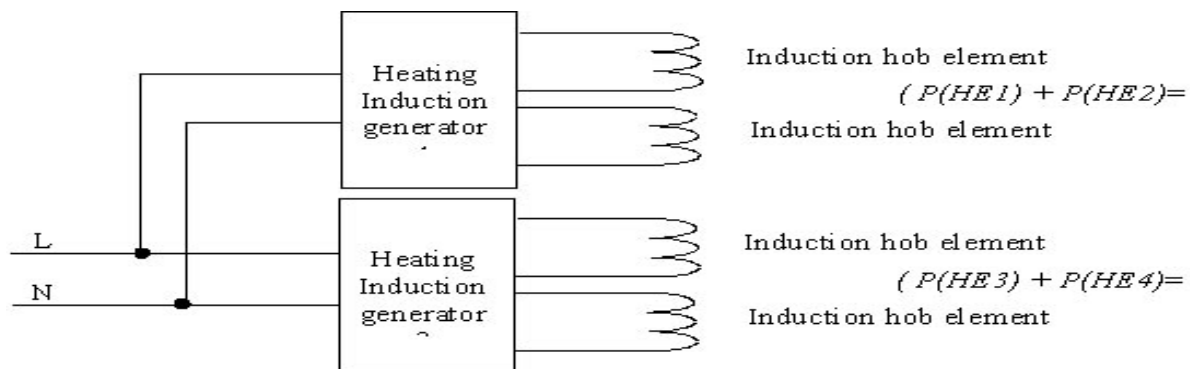 Heating
Induction
generator
Induction hob element
( P(HE1) + P(HE2)=
Induction hob element
L
N
Heating
Induction
generator
Induction hob element
( P(HE3) + P(HE4)=
Induction hob element